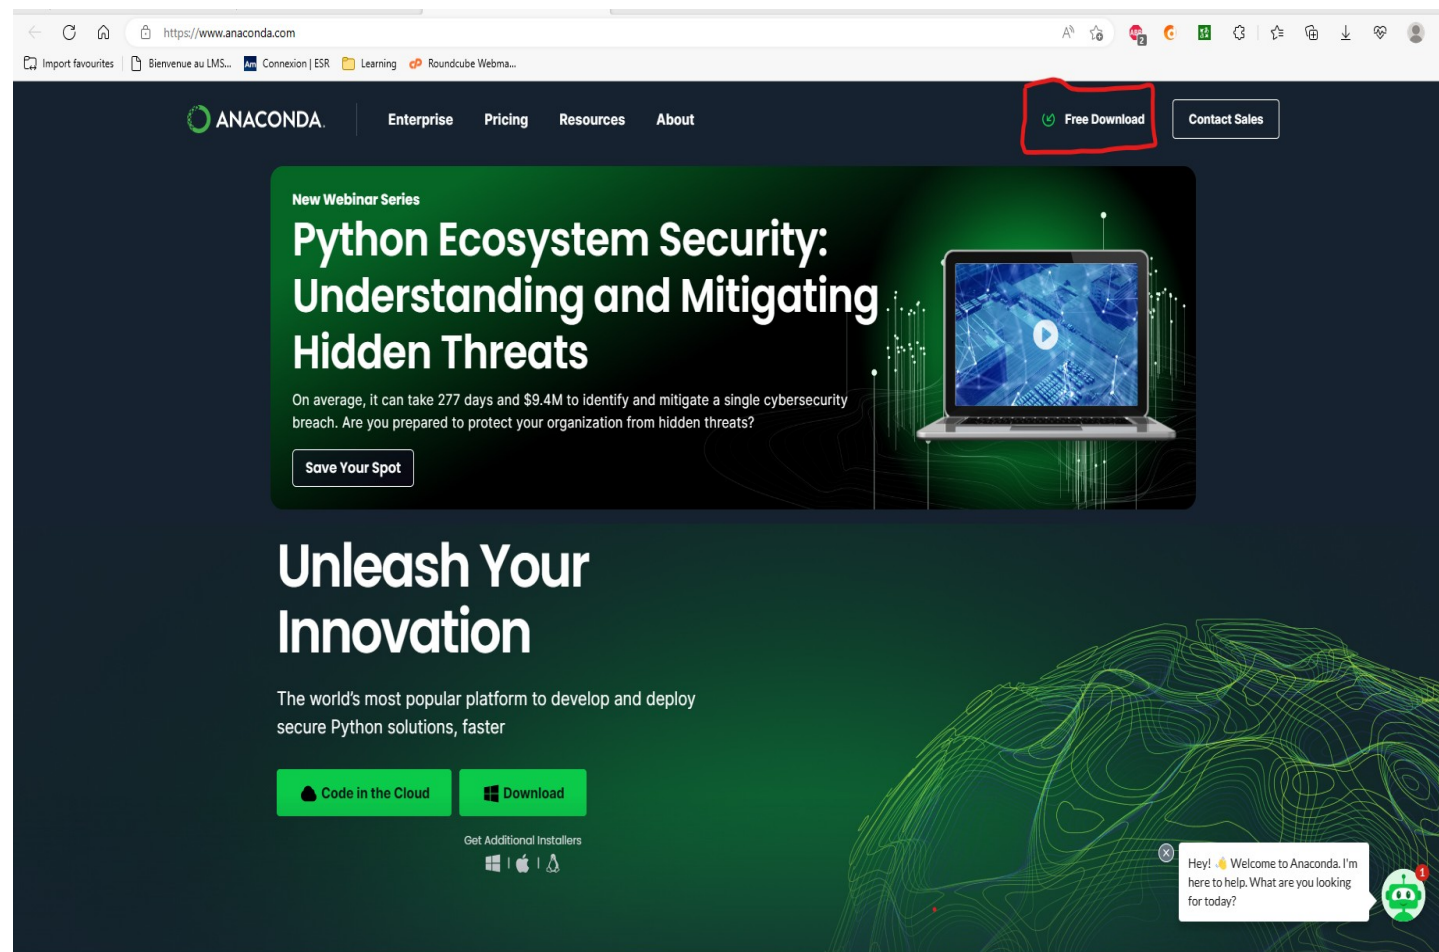 https://www.anaconda.com
Import favourites
Bienvenue au LMS...
Connexion | ESR
Learning
Roundcube Webma...
ANACONDA.
Enterprise
Pricing
Resources
About
Free Download
Contact Sales
New Webinar Series
Python Ecosystem Security:
Understanding and Mitigating
Hidden Threats
On average, it can take 277 days and $9.4M to identify and mitigate a single cybersecurity
breach. Are you prepared to protect your organization from hidden threats?
Save Your Spot
Unleash Your
Innovation
The world's most popular platform to develop and deploy
secure Python solutions, faster
Code in the Cloud
Download
Get Additional Installers
Hey! 👋 Welcome to Anaconda. I'm
here to help. What are you looking
for today?
1